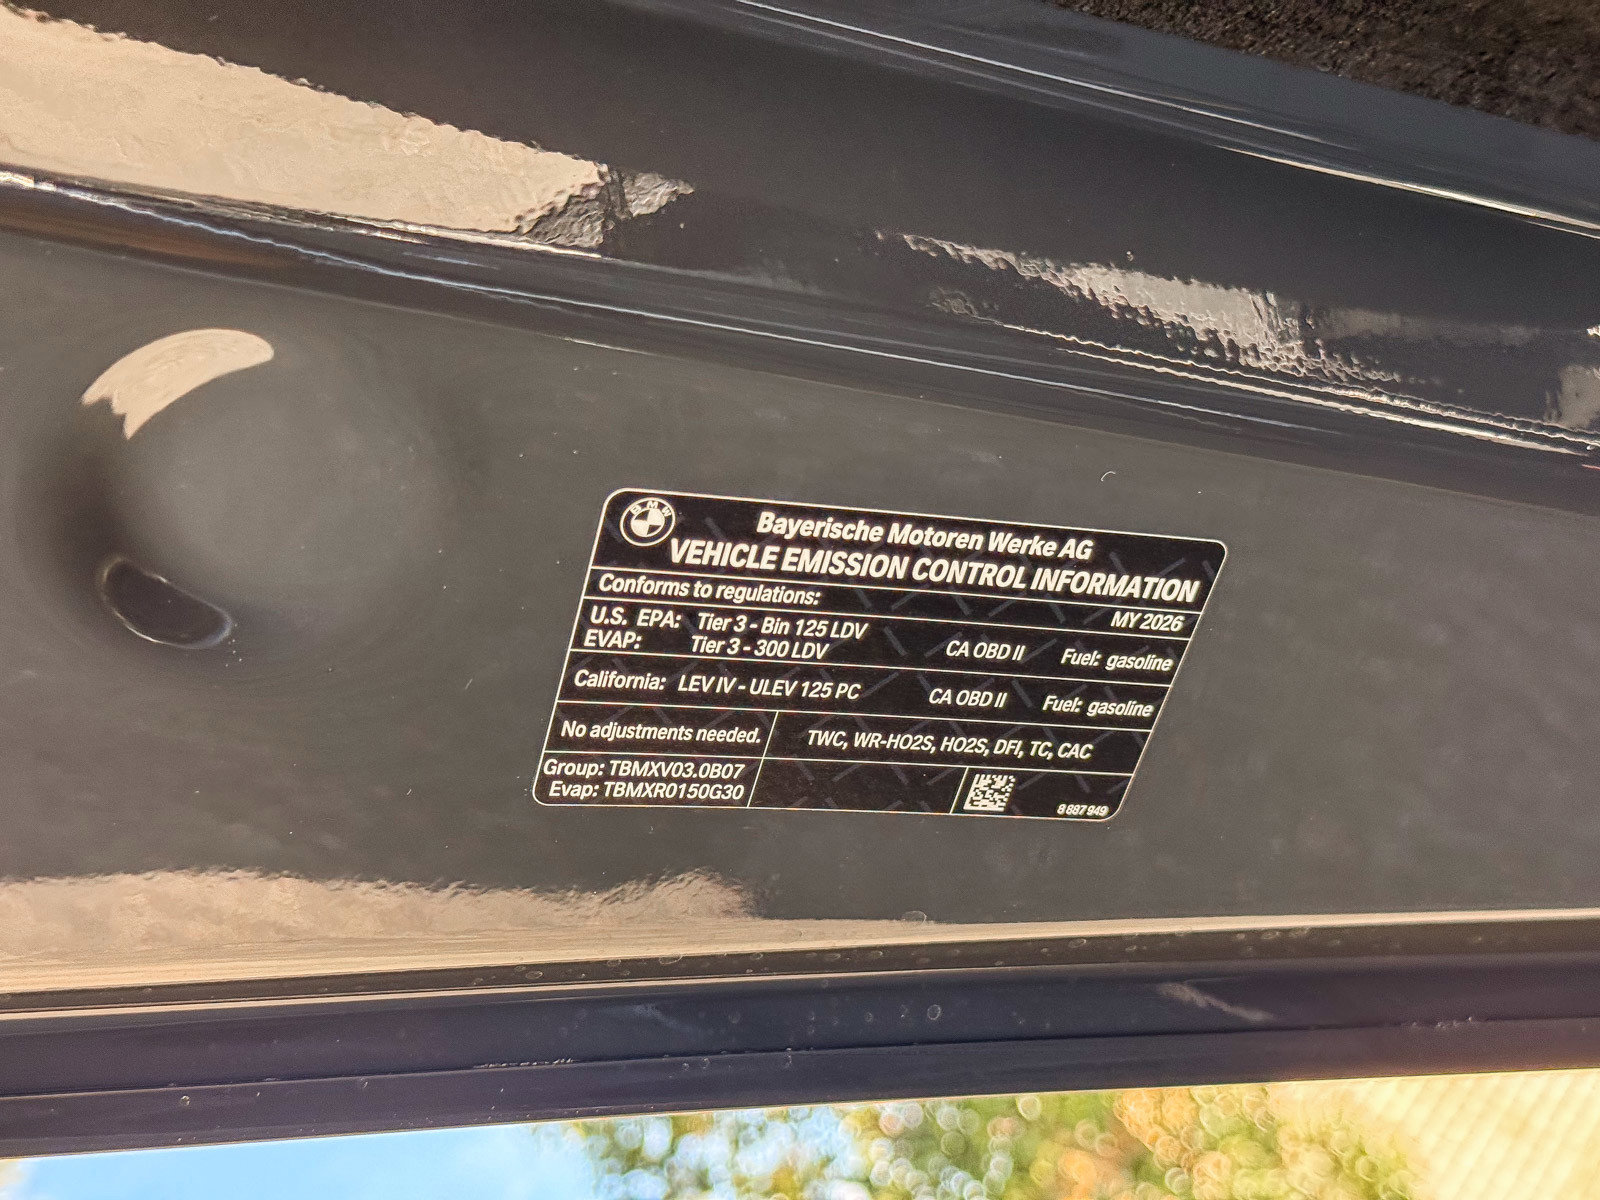 BMW
Bayerische Motoren Werke AG
VEHICLE EMISSION CONTROL INFORMATION
Conforms to regulations: MY 2026
U.S. EPA: Tier 3 - Bin 125 LDV
EVAP: Tier 3 - 300 LDV CA OBD II Fuel: gasoline
California: LEV IV - ULEV 125 PC CA OBD II Fuel: gasoline
No adjustments needed. TWC, WR-HO2S, HO2S, DFI, TC, CAC
Group: TBMXV03.0B07
Evap: TBMXR0150G30
8 887 949